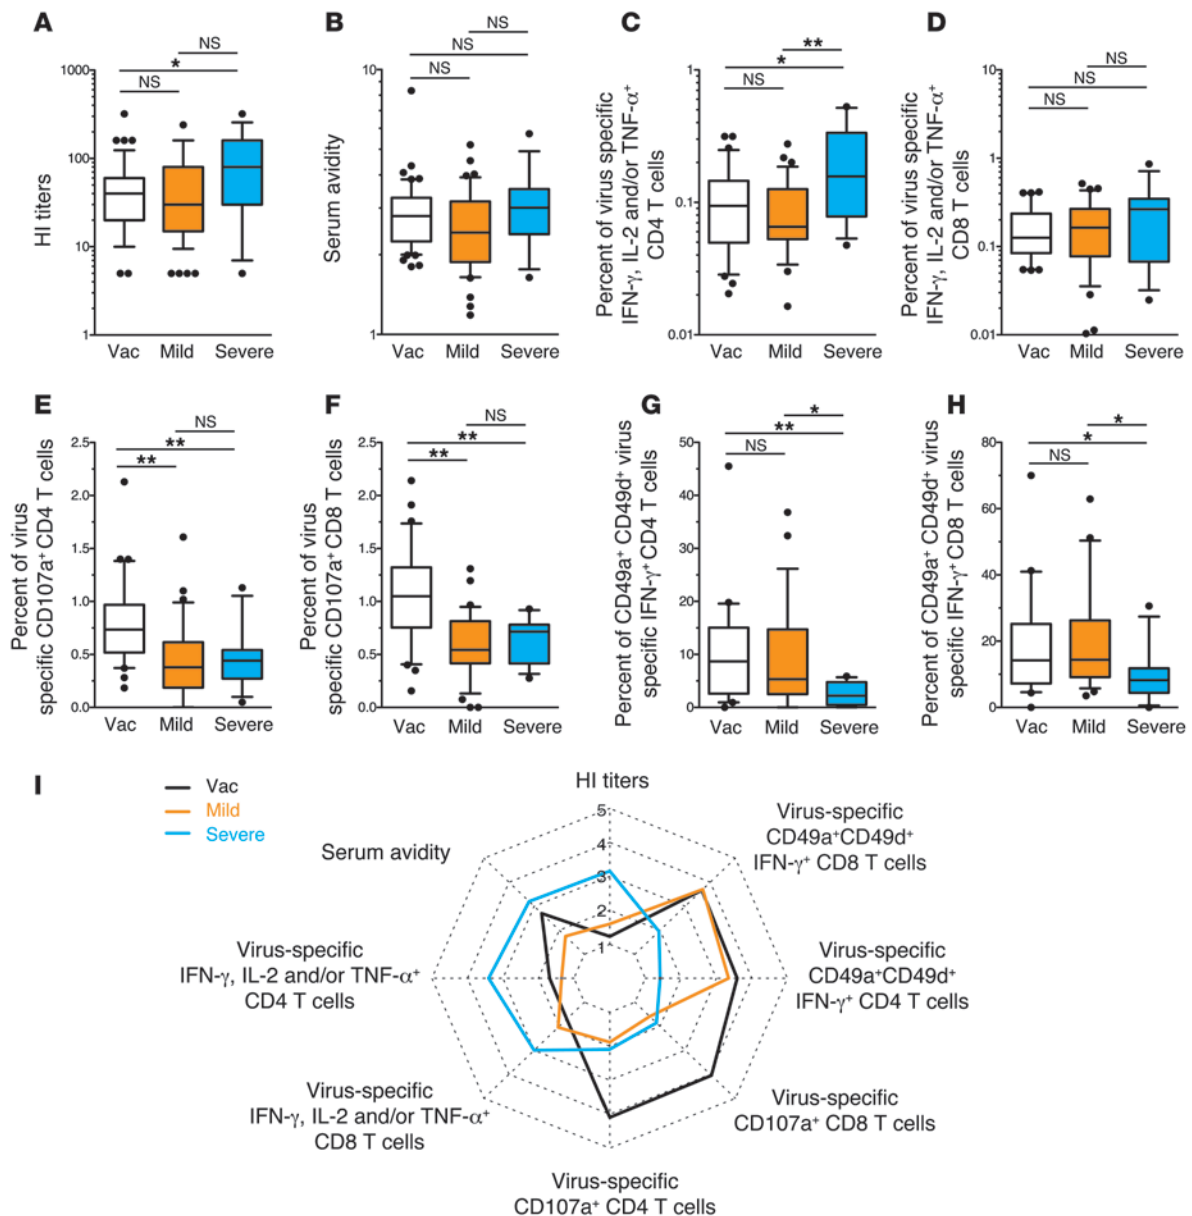 A
NS
*
NS
1000
100
10
1
HI titers
Vac Mild Severe
B
NS
NS
NS
10
1
Serum avidity
Vac Mild Severe
C
**
*
NS
1
0.1
0.01
Percent of virus specific
IFN-γ, IL-2 and/or TNF-α⁺
CD4 T cells
Vac Mild Severe
D
NS
NS
NS
10
1
0.1
0.01
Percent of virus specific
IFN-γ, IL-2 and/or TNF-α⁺
CD8 T cells
Vac Mild Severe
E
NS
**
**
2.5
2.0
1.5
1.0
0.5
0.0
Percent of virus
specific CD107a⁺ CD4 T cells
Vac Mild Severe
F
NS
**
**
2.5
2.0
1.5
1.0
0.5
0.0
Percent of virus
specific CD107a⁺ CD8 T cells
Vac Mild Severe
G
*
**
NS
50
40
30
20
10
0
Percent of CD49a⁺ CD49d⁺ virus
specific IFN-γ⁺ CD4 T cells
Vac Mild Severe
H
*
*
NS
80
60
40
20
0
Percent of CD49a⁺ CD49d⁺ virus
specific IFN-γ⁺ CD8 T cells
Vac Mild Severe
I
Vac
Mild
Severe
HI titers
5
4
3
2
1
Virus-specific
CD49a⁺CD49d⁺
IFN-γ⁺ CD8 T cells
Virus-specific
CD49a⁺CD49d⁺
IFN-γ⁺ CD4 T cells
Virus-specific
CD107a⁺ CD8 T cells
Virus-specific
CD107a⁺ CD4 T cells
Virus-specific
IFN-γ, IL-2 and/or TNF-α⁺
CD8 T cells
Virus-specific
IFN-γ, IL-2 and/or TNF-α⁺
CD4 T cells
Serum avidity